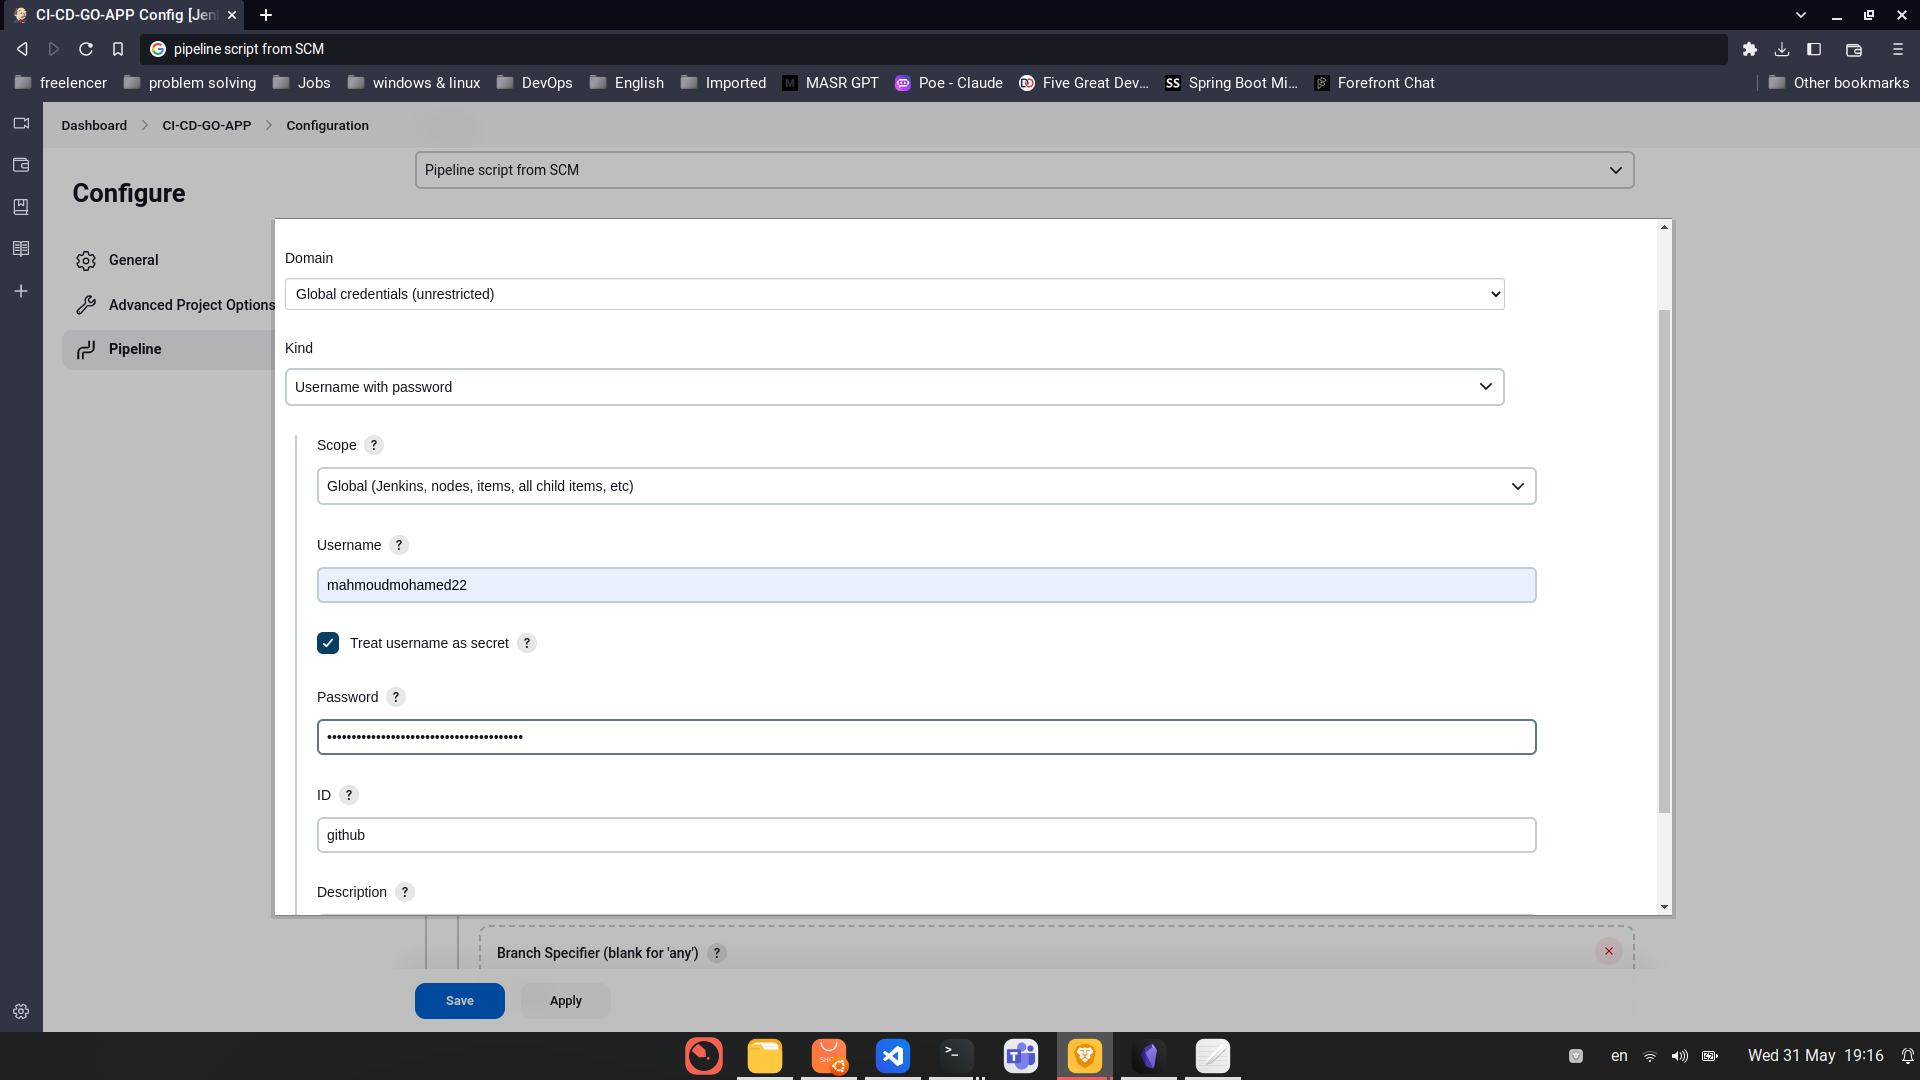 CI-CD-GO-APP Config [Jen
pipeline script from SCM
freelencer problem solving Jobs windows & linux DevOps English Imported MASR GPT Poe - Claude Five Great Dev... Spring Boot Mi... Forefront Chat Other bookmarks
Dashboard CI-CD-GO-APP Configuration
Pipeline script from SCM
Configure
General
Advanced Project Options
Pipeline
Domain
Global credentials (unrestricted)
Kind
Username with password
Scope ?
Global (Jenkins, nodes, items, all child items, etc)
Username ?
mahmoudmohamed22
Treat username as secret ?
Password ?
ID ?
github
Description ?
Branch Specifier (blank for 'any') ?
Save Apply
en Wed 31 May 19:16